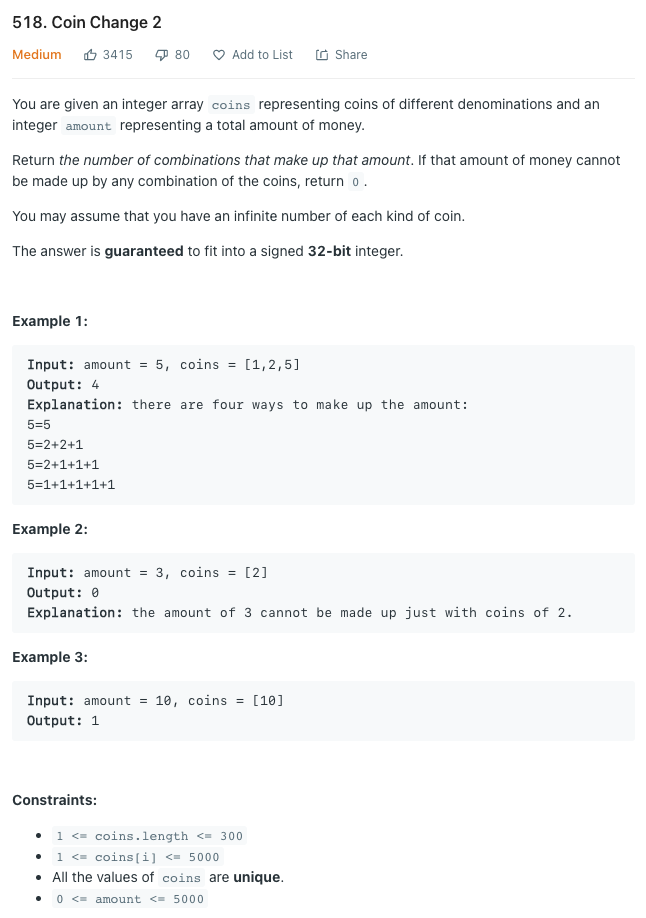 518. Coin Change 2
Medium 3415 80 Add to List Share
You are given an integer array coins representing coins of different denominations and an
integer amount representing a total amount of money.
Return the number of combinations that make up that amount. If that amount of money cannot
be made up by any combination of the coins, return 0 .
You may assume that you have an infinite number of each kind of coin.
The answer is guaranteed to fit into a signed 32-bit integer.
Example 1:
Input: amount = 5, coins = [1,2,5]
Output: 4
Explanation: there are four ways to make up the amount:
5=5
5=2+2+1
5=2+1+1+1
5=1+1+1+1+1
Example 2:
Input: amount = 3, coins = [2]
Output: 0
Explanation: the amount of 3 cannot be made up just with coins of 2.
Example 3:
Input: amount = 10, coins = [10]
Output: 1
Constraints:
• 1 <= coins.length <= 300
• 1 <= coins[i] <= 5000
• All the values of coins are unique.
• 0 <= amount <= 5000